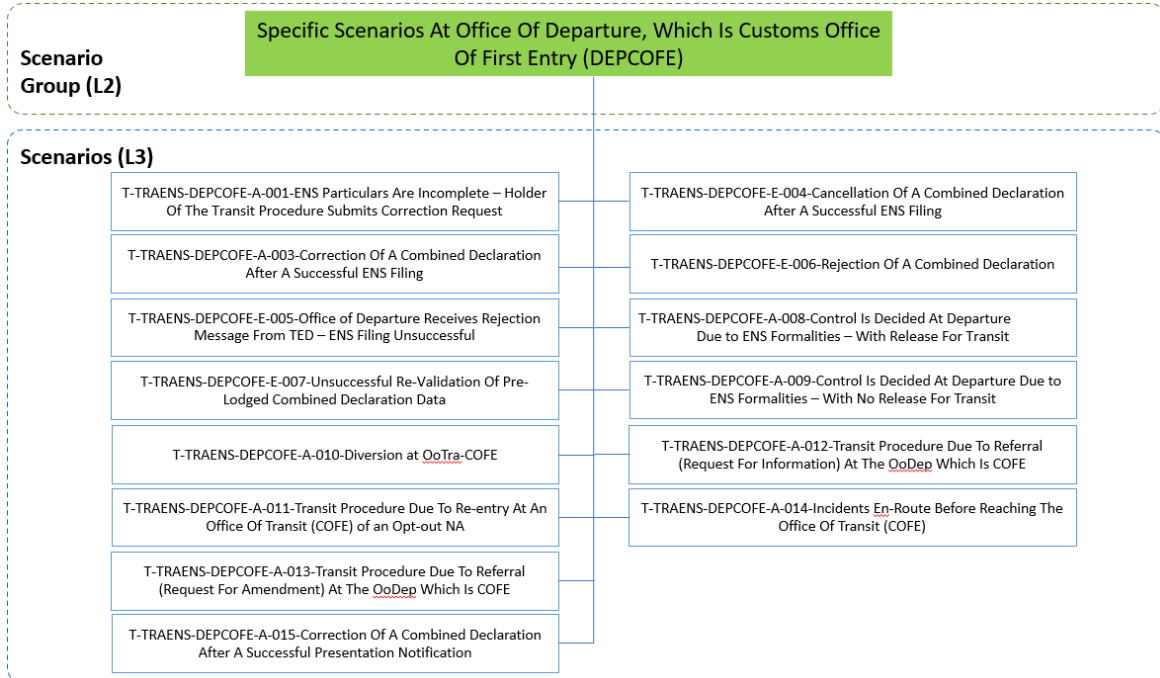 Specific Scenarios At Office Of Departure, Which Is Customs Office
Of First Entry (DEPCOFE)
Scenario
Group (L2)
Scenarios (L3)
T-TRAENS-DEPCOFE-A-001-ENS Particulars Are Incomplete – Holder
Of The Transit Procedure Submits Correction Request
T-TRAENS-DEPCOFE-E-004-Cancellation Of A Combined Declaration
After A Successful ENS Filing
T-TRAENS-DEPCOFE-A-003-Correction Of A Combined Declaration
After A Successful ENS Filing
T-TRAENS-DEPCOFE-E-006-Rejection Of A Combined Declaration
T-TRAENS-DEPCOFE-E-005-Office of Departure Receives Rejection
Message From TED – ENS Filing Unsuccessful
T-TRAENS-DEPCOFE-A-008-Control Is Decided At Departure
Due to ENS Formalities – With Release For Transit
T-TRAENS-DEPCOFE-E-007-Unsuccessful Re-Validation Of Pre-
Lodged Combined Declaration Data
T-TRAENS-DEPCOFE-A-009-Control Is Decided At Departure Due to
ENS Formalities – With No Release For Transit
T-TRAENS-DEPCOFE-A-010-Diversion at OoTra-COFE
T-TRAENS-DEPCOFE-A-012-Transit Procedure Due To Referral
(Request For Information) At The OoDep Which Is COFE
T-TRAENS-DEPCOFE-A-011-Transit Procedure Due To Re-entry At An
Office Of Transit (COFE) of an Opt-out NA
T-TRAENS-DEPCOFE-A-014-Incidents En-Route Before Reaching The
Office Of Transit (COFE)
T-TRAENS-DEPCOFE-A-013-Transit Procedure Due To Referral
(Request For Amendment) At The OoDep Which Is COFE
T-TRAENS-DEPCOFE-A-015-Correction Of A Combined Declaration
After A Successful Presentation Notification